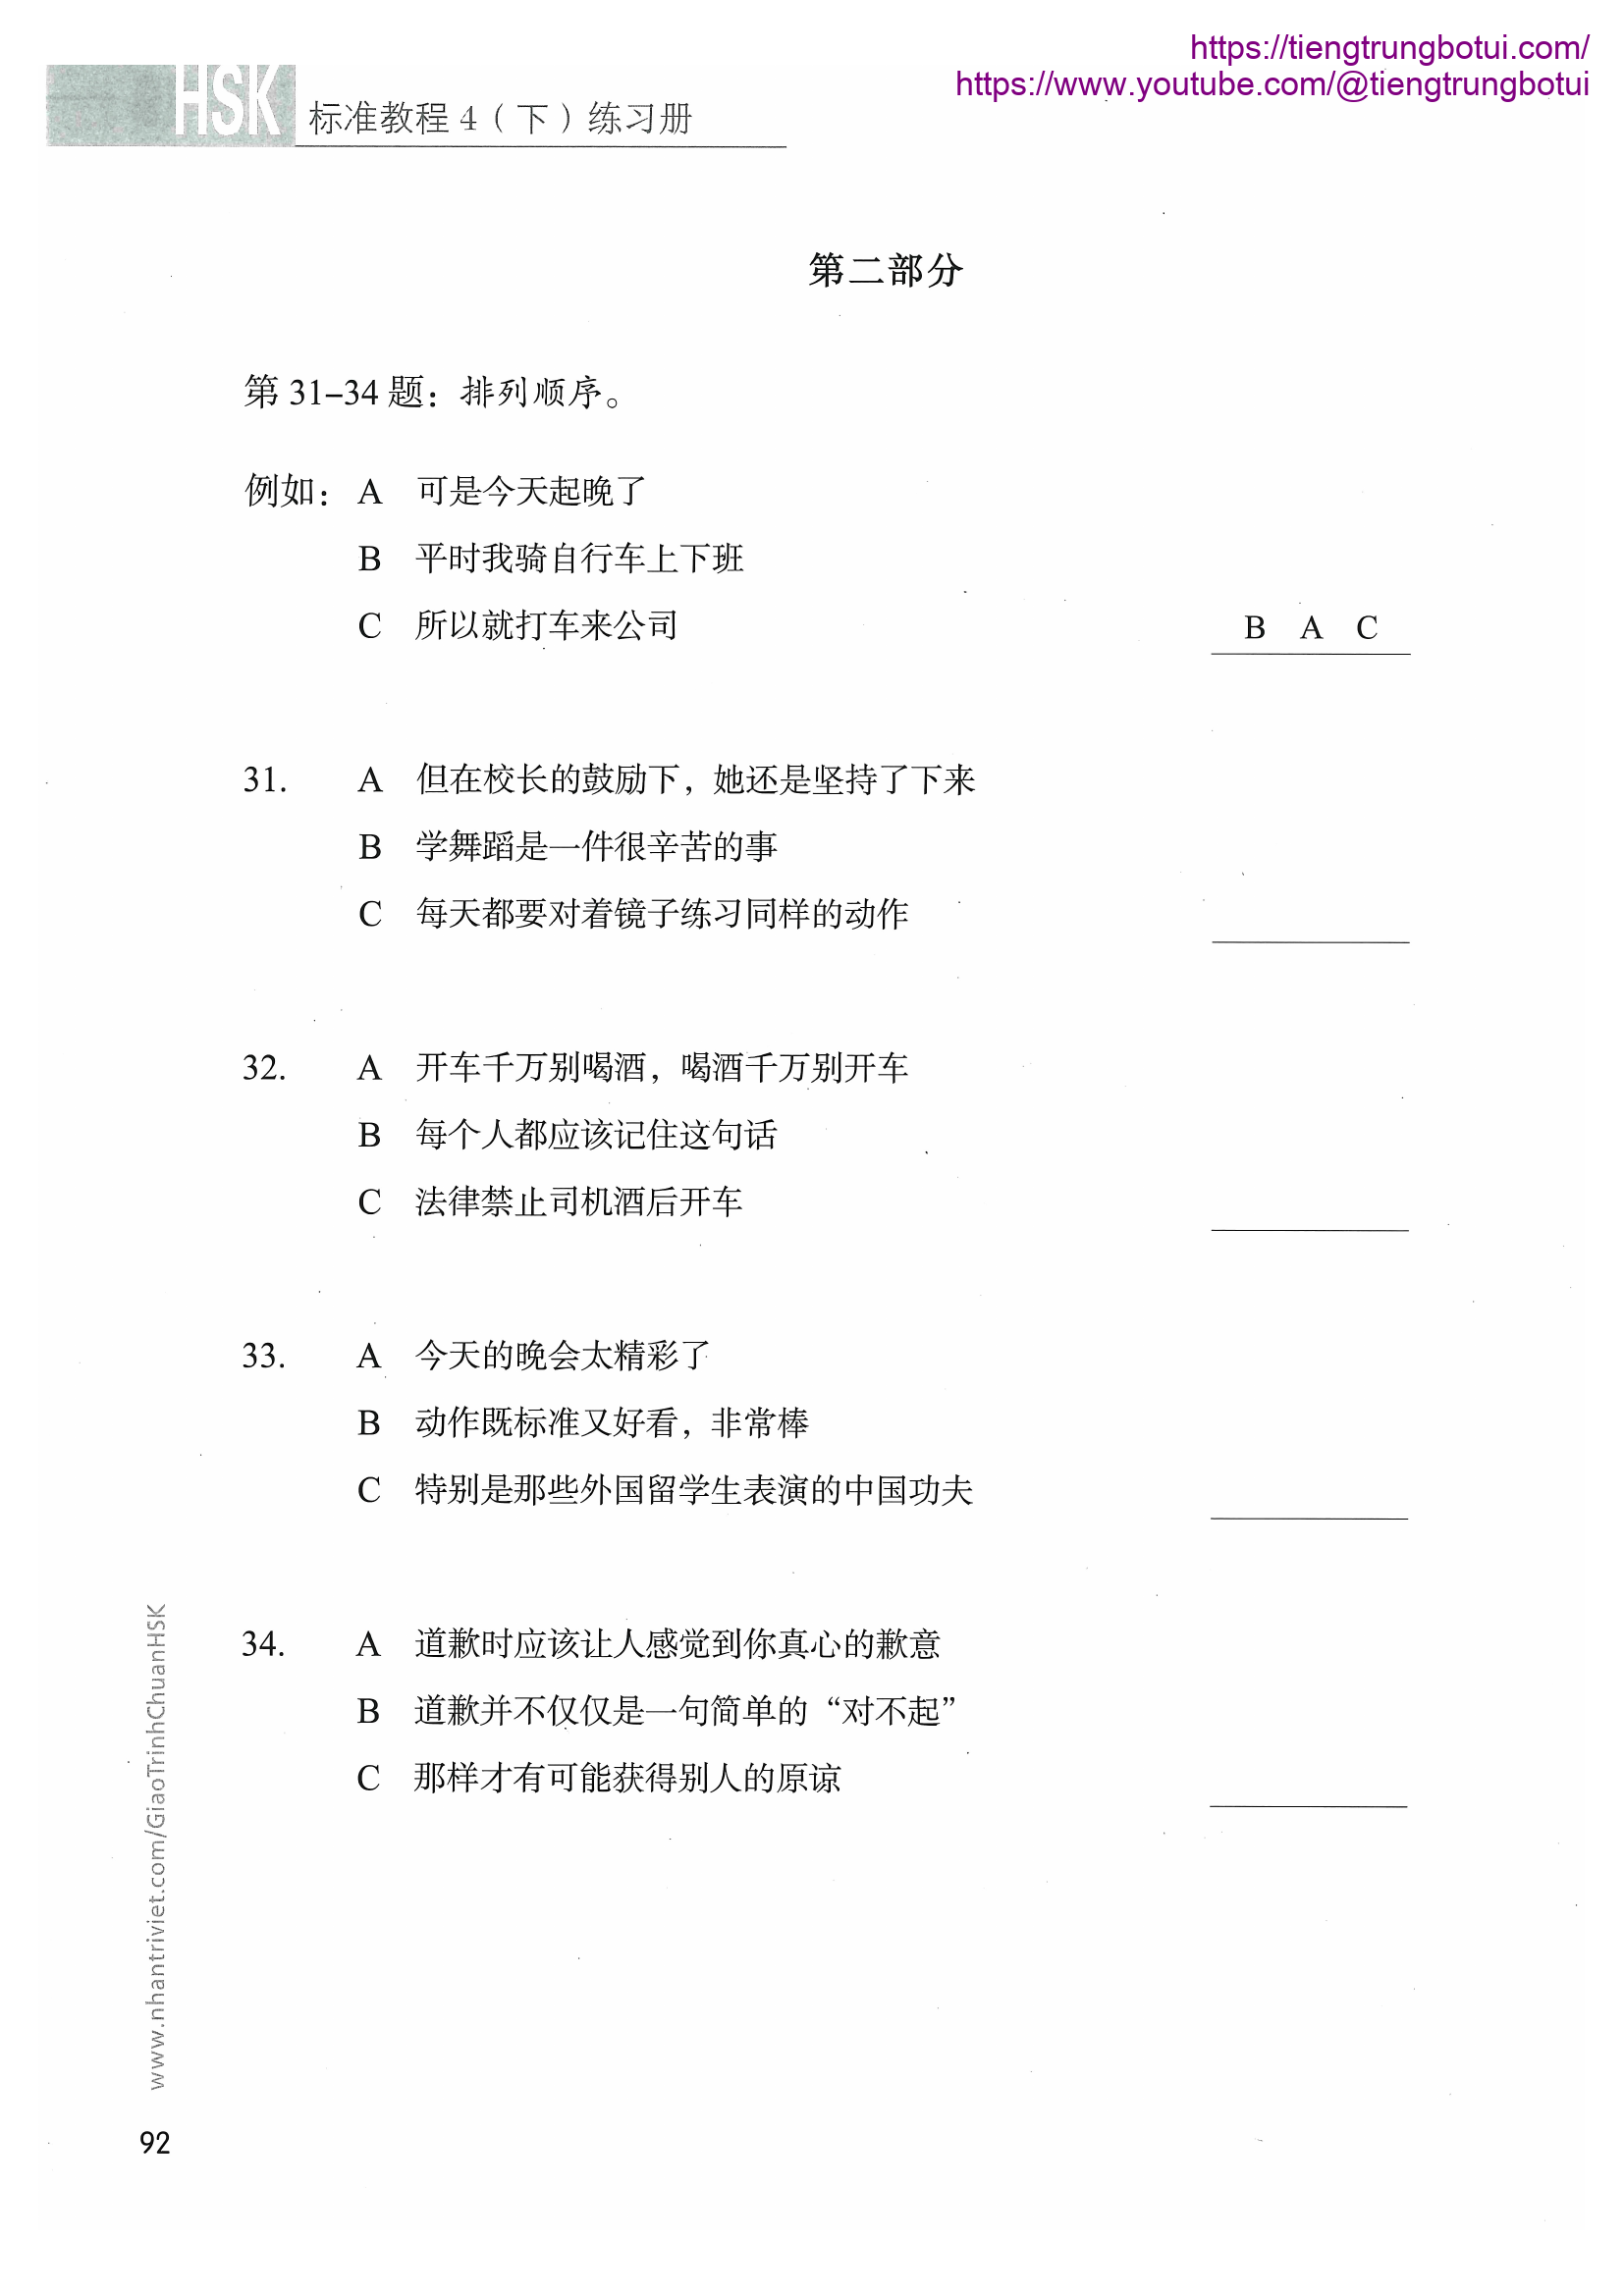 https://tiengtrungbotui.com/
https://www.youtube.com/@tiengtrungbotui
HSK 标准教程 4（下）练习册
第二部分
第 31–34 题：排列顺序。
例如： A 可是今天起晚了
B 平时我骑自行车上下班
C 所以就打车来公司 B A C
31. A 但在校长的鼓励下，她还是坚持了下来
B 学舞蹈是一件很辛苦的事
C 每天都要对着镜子练习同样的动作
32. A 开车千万别喝酒，喝酒千万别开车
B 每个人都应该记住这句话
C 法律禁止司机酒后开车
33. A 今天的晚会太精彩了
B 动作既标准又好看，非常棒
C 特别是那些外国留学生表演的中国功夫
34. A 道歉时应该让人感觉到你真心的歉意
B 道歉并不仅仅是一句简单的“对不起”
C 那样才有可能获得别人的原谅
www.nhantriviet.com/GiaoTrinhChuanHSK
92